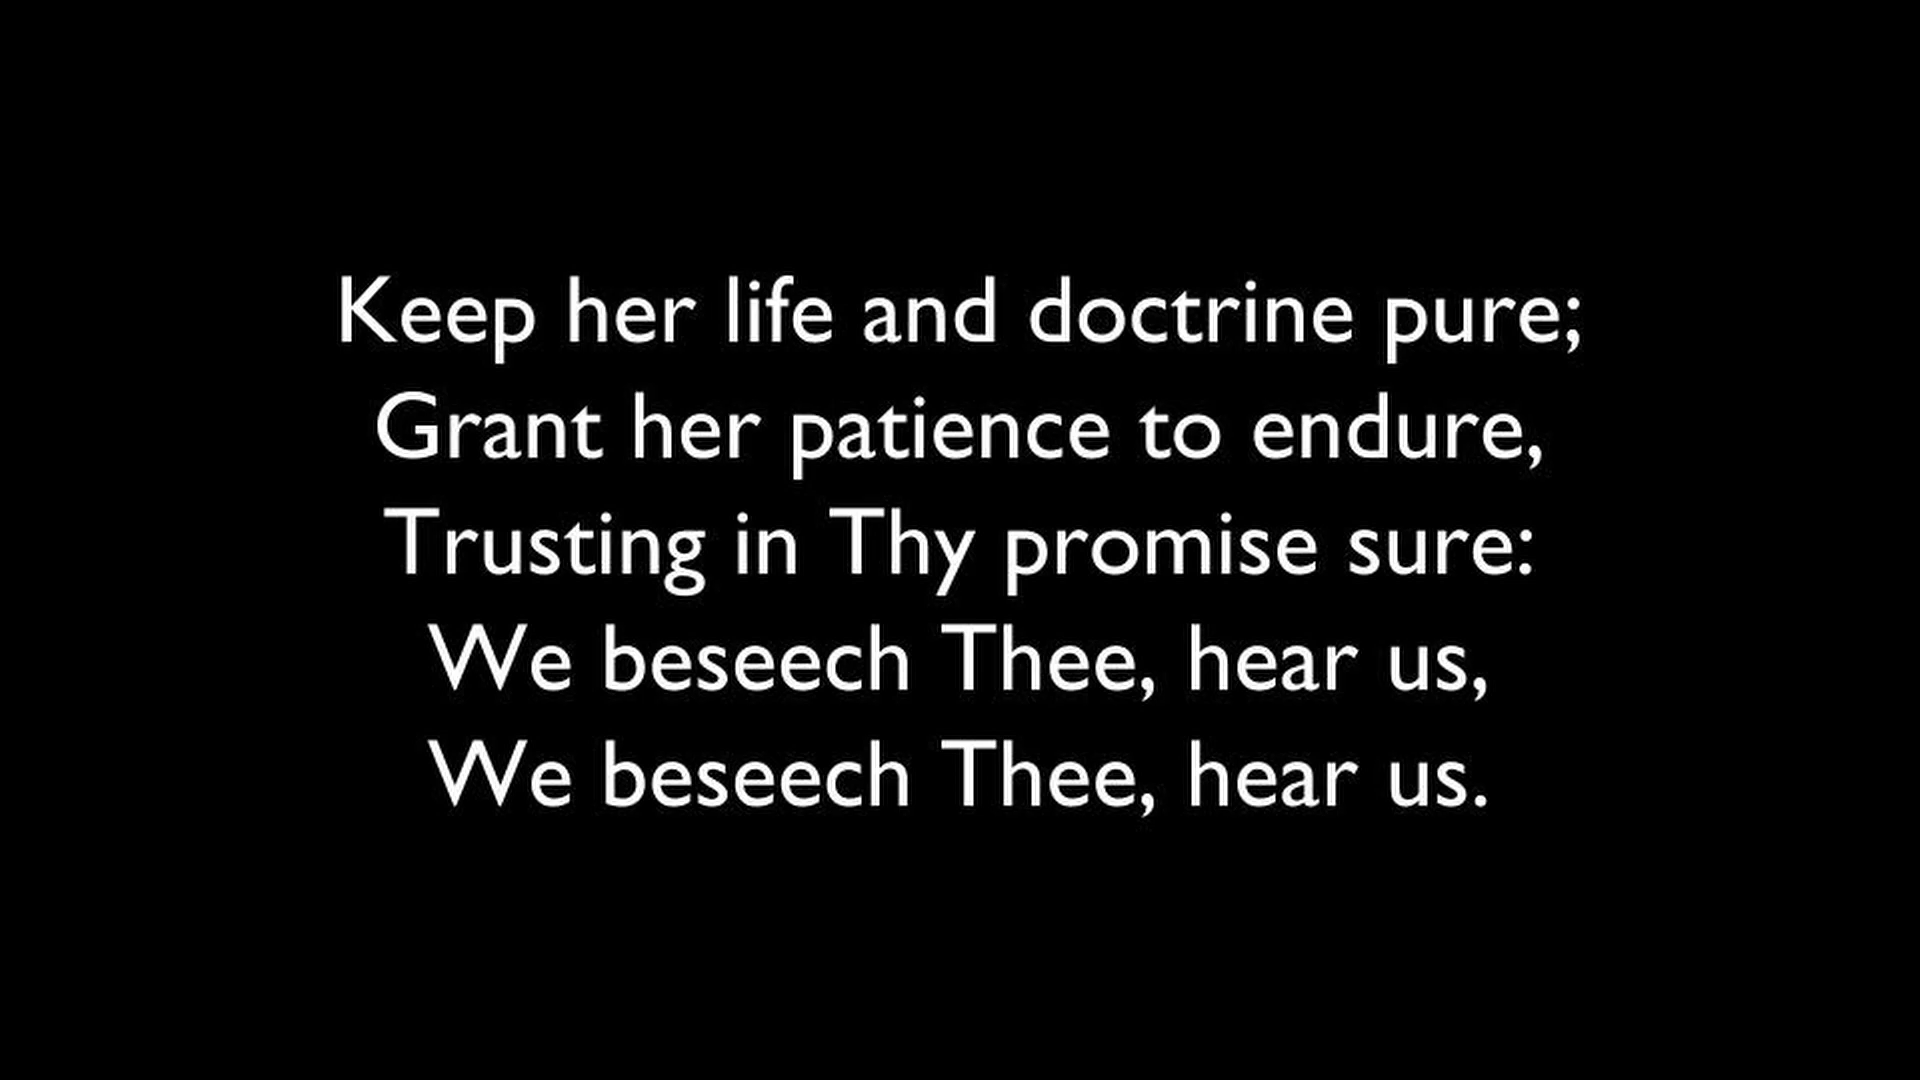 Keep her life and doctrine pure;
Grant her patience to endure,
Trusting in Thy promise sure:
We beseech Thee, hear us,
We beseech Thee, hear us.